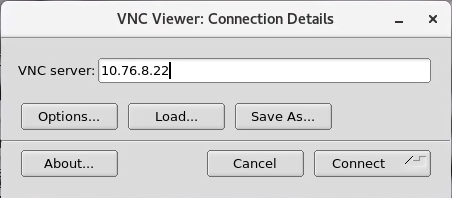 VNC Viewer: Connection Details
VNC server: 10.76.8.22
Options... Load... Save As...
About... Cancel Connect